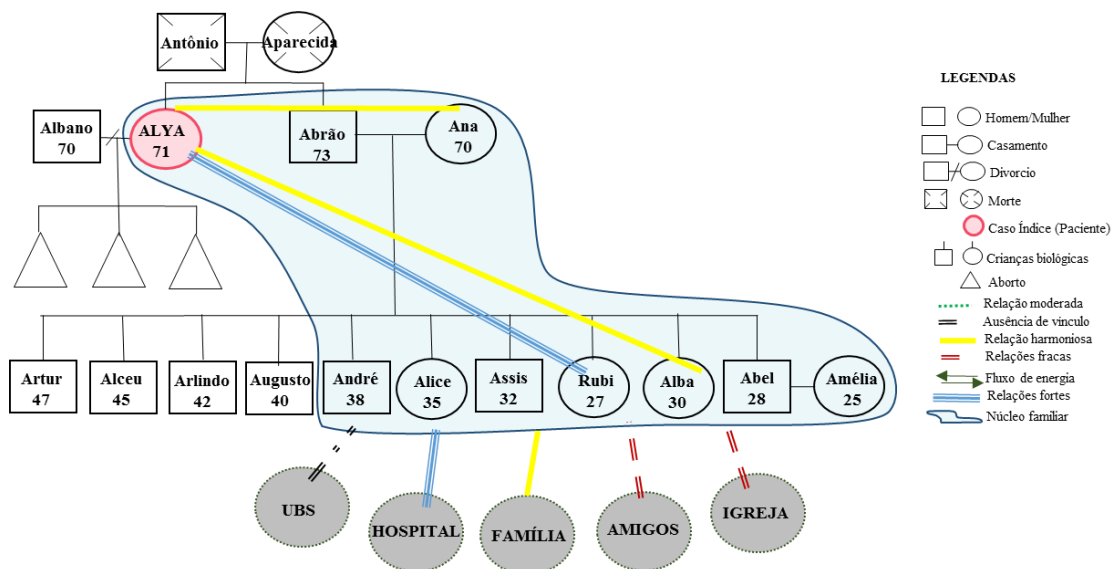 Antônio
Aparecida
LEGENDAS
Albano
70
ALYA
71
Abrão
73
Ana
70
Homem/Mulher
Casamento
Divorcio
Morte
Caso Índice (Paciente)
Crianças biológicas
Aborto
Relação moderada
Ausência de vinculo
Relação harmoniosa
Relações fracas
Fluxo de energia
Relações fortes
Núcleo familiar
Artur
47
Alceu
45
Arlindo
42
Augusto
40
André
38
Alice
35
Assis
32
Rubi
27
Alba
30
Abel
28
Amélia
25
UBS
HOSPITAL
FAMÍLIA
AMIGOS
IGREJA